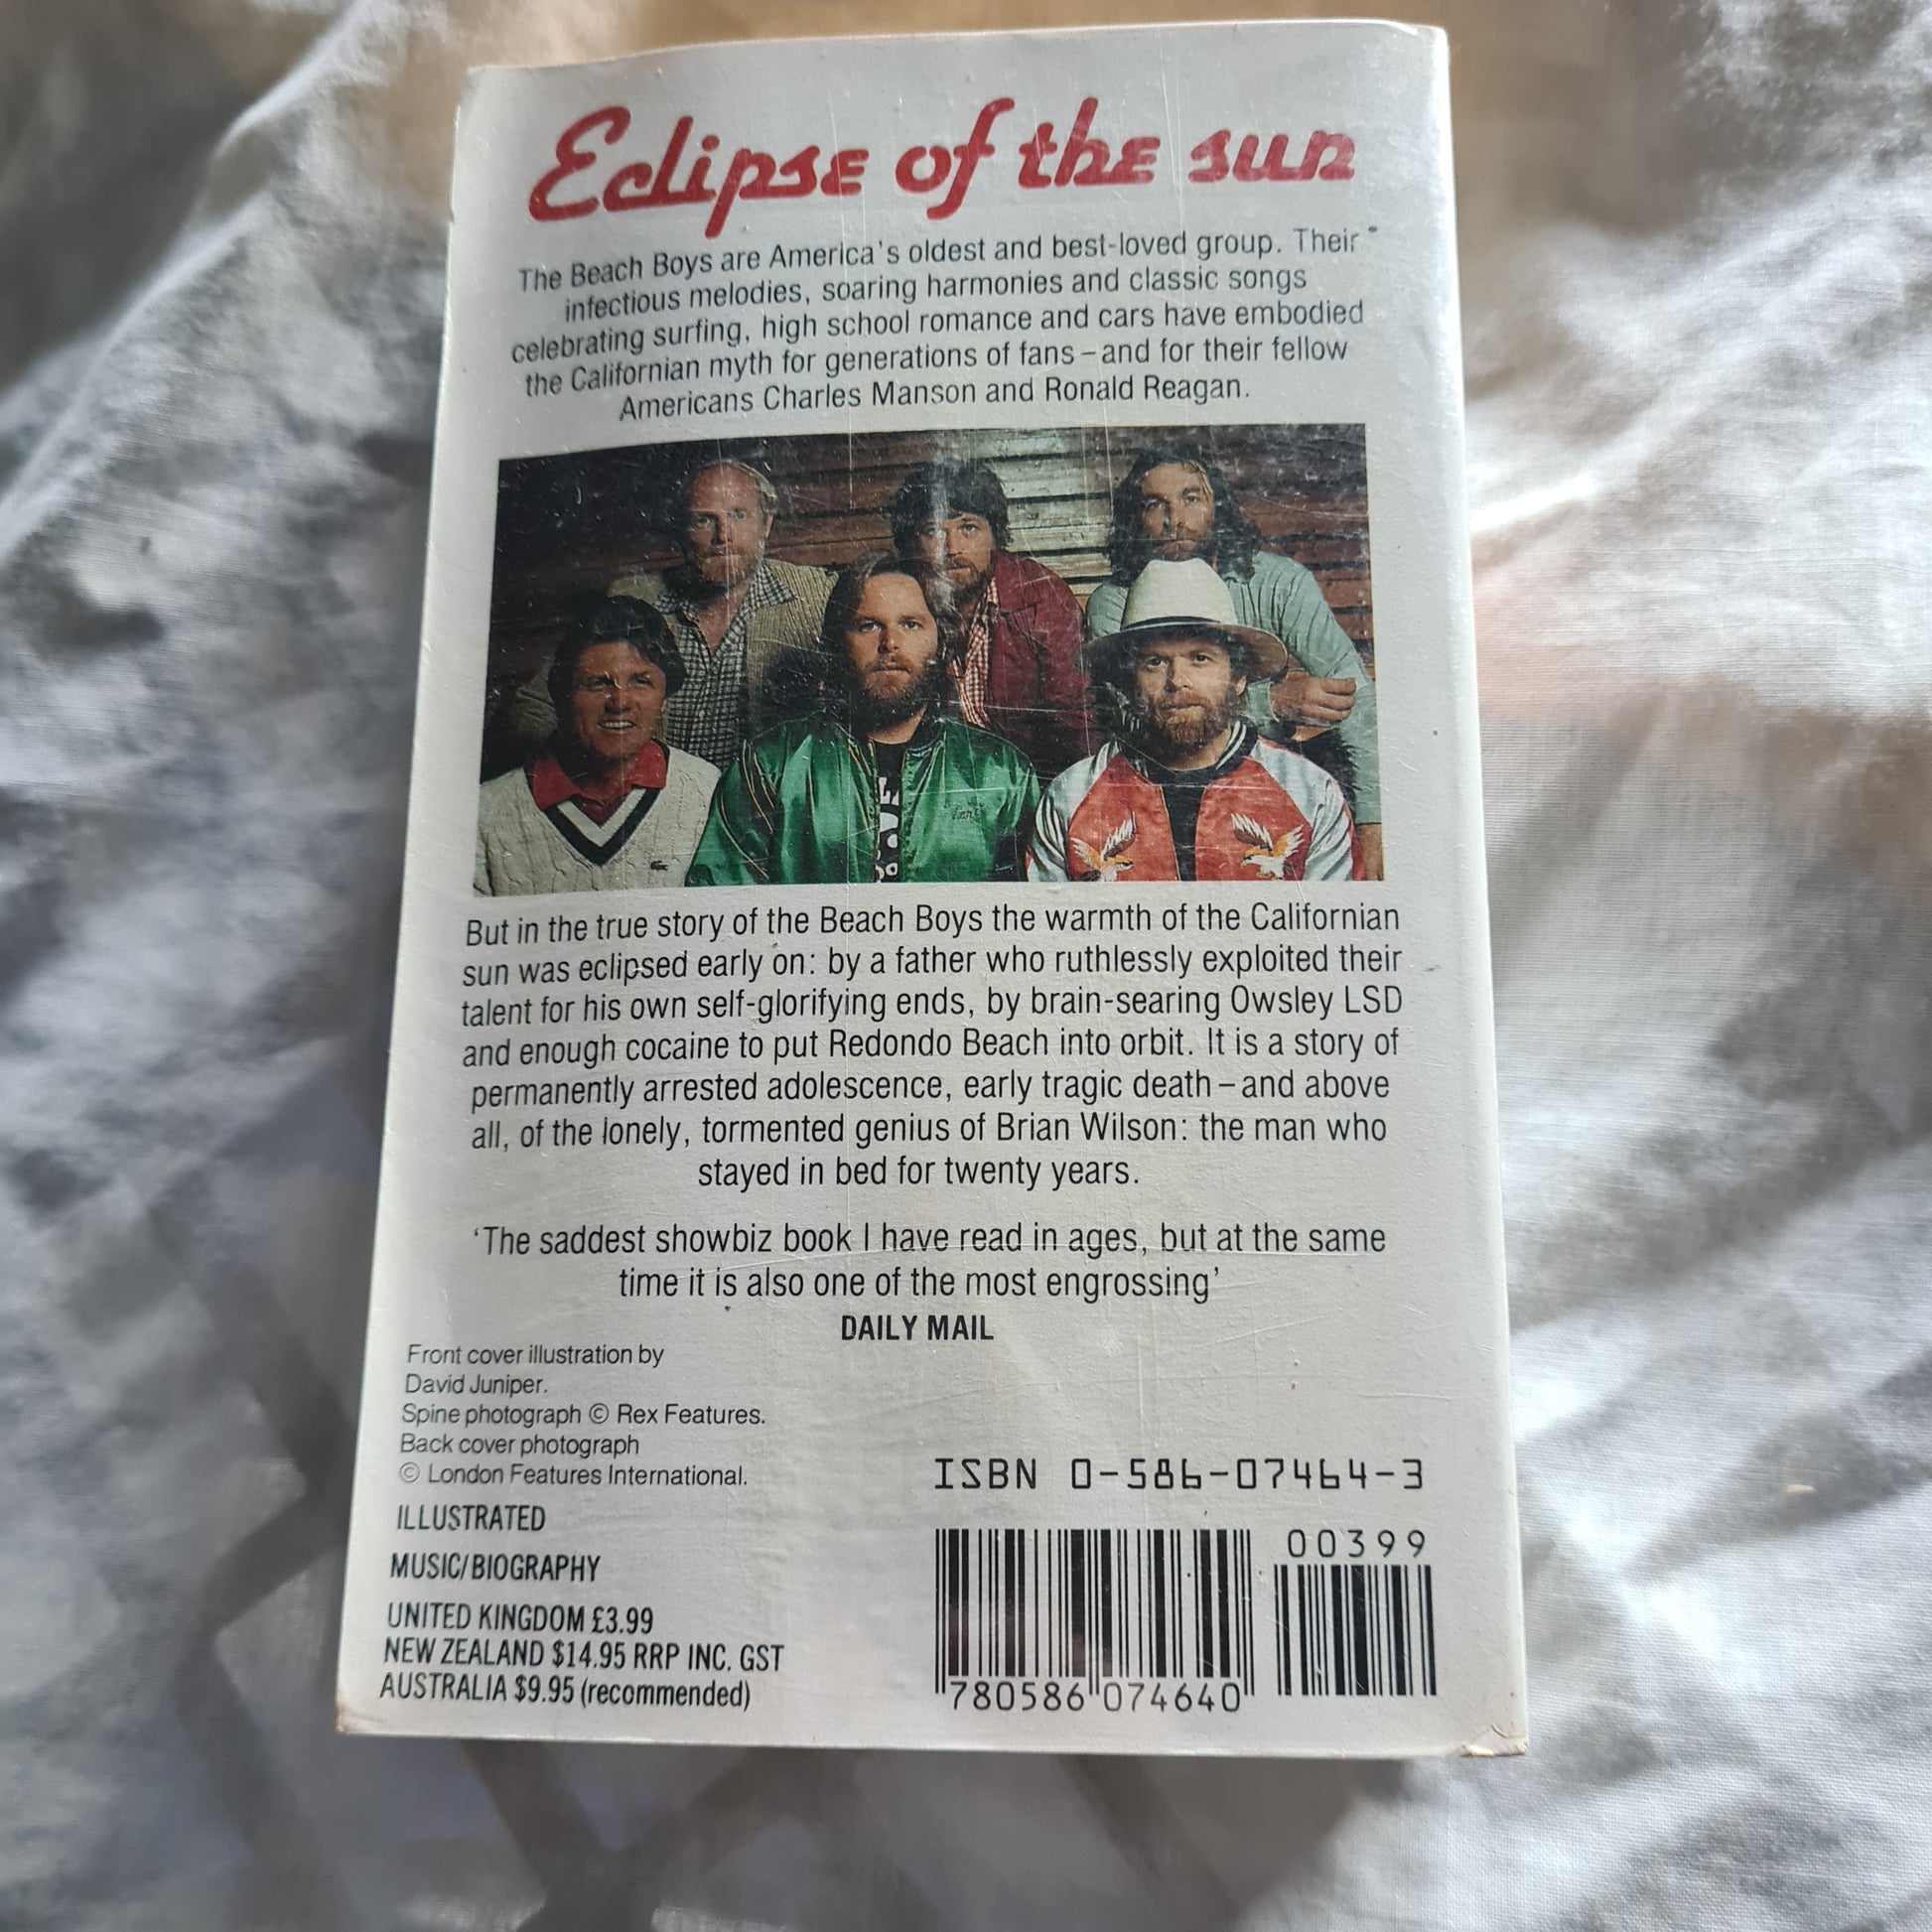 Eclipse of the sun
The Beach Boys are America's oldest and best-loved group. Their
infectious melodies, soaring harmonies and classic songs
celebrating surfing, high school romance and cars have embodied
the Californian myth for generations of fans – and for their fellow
Americans Charles Manson and Ronald Reagan.
But in the true story of the Beach Boys the warmth of the Californian
sun was eclipsed early on: by a father who ruthlessly exploited their
talent for his own self-glorifying ends, by brain-searing Owsley LSD
and enough cocaine to put Redondo Beach into orbit. It is a story of
permanently arrested adolescence, early tragic death – and above
all, of the lonely, tormented genius of Brian Wilson: the man who
stayed in bed for twenty years.
'The saddest showbiz book I have read in ages, but at the same
time it is also one of the most engrossing'
DAILY MAIL
Front cover illustration by
David Juniper.
Spine photograph © Rex Features.
Back cover photograph
© London Features International.
ILLUSTRATED
MUSIC/BIOGRAPHY
UNITED KINGDOM £3.99
NEW ZEALAND $14.95 RRP INC. GST
AUSTRALIA $9.95 (recommended)
ISBN 0-586-07464-3
00399
780586 074640